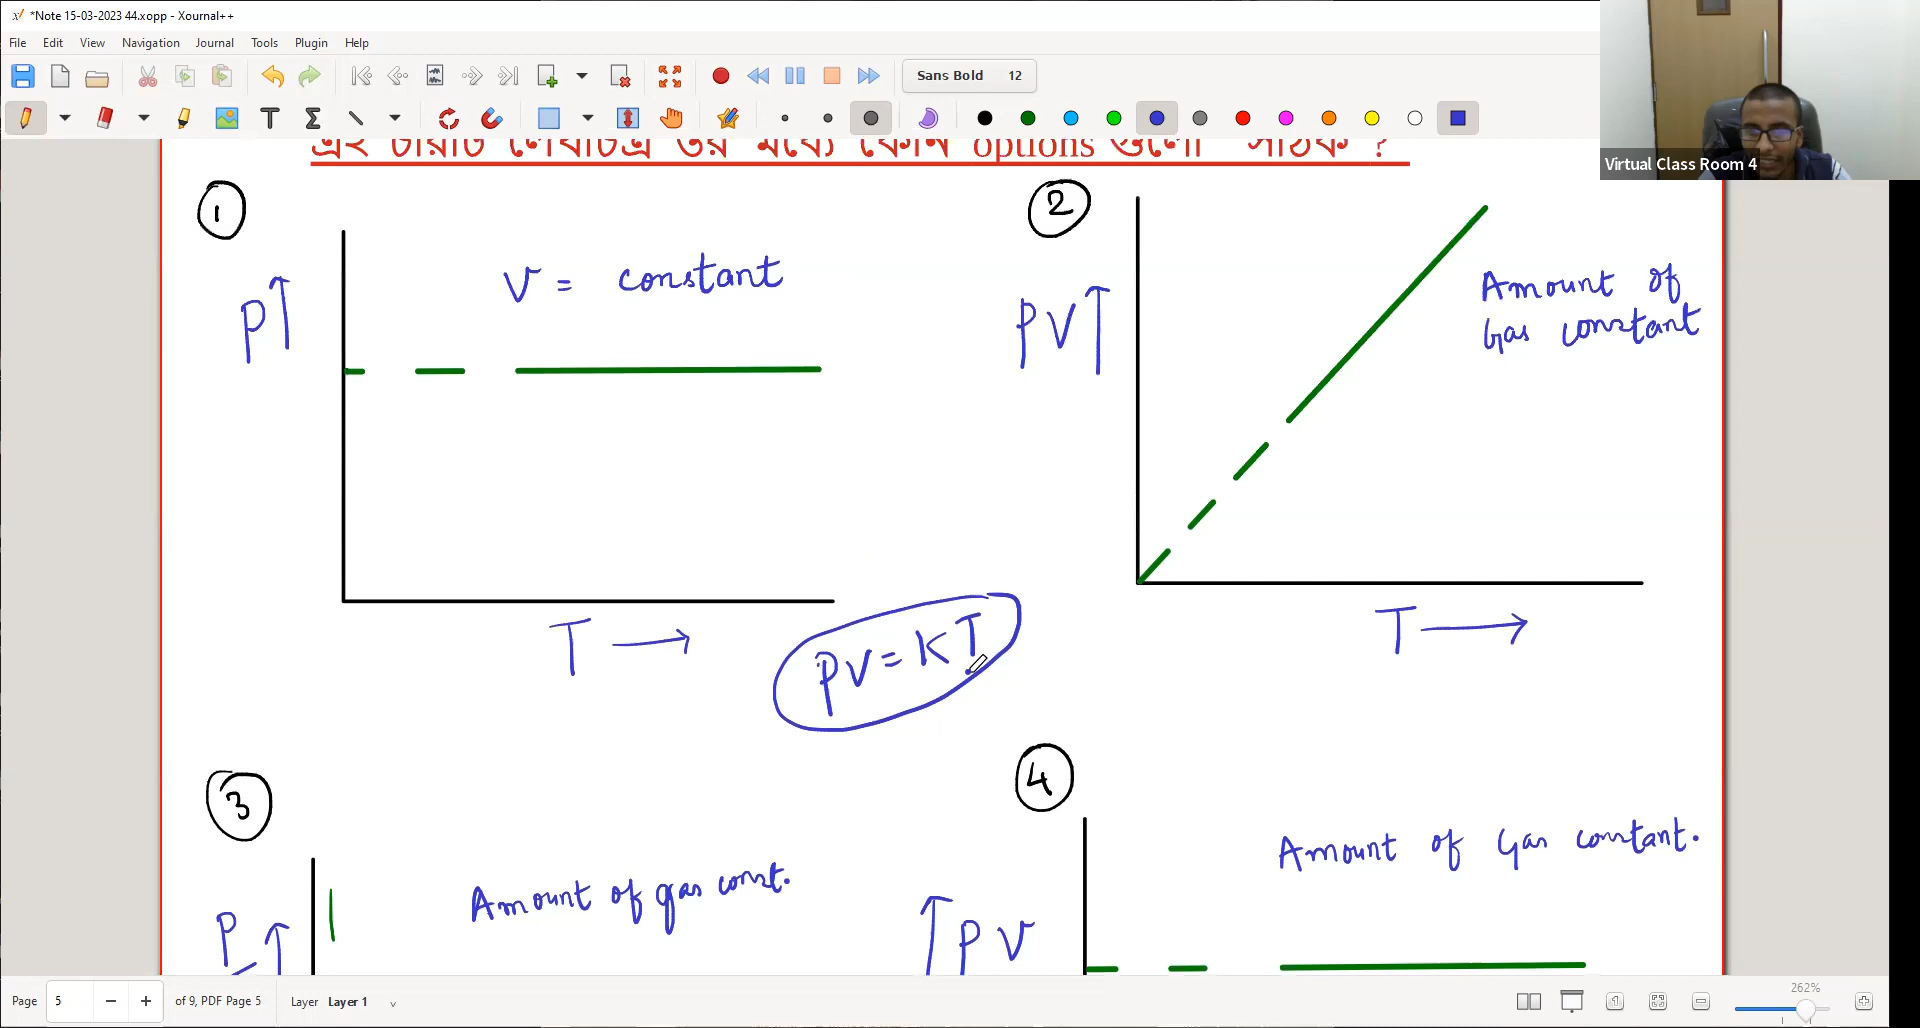 *Note 15-03-2023 44.xopp - Xournal++
File Edit View Navigation Journal Tools Plugin Help
Sans Bold 12
Virtual Class Room 4
options ?
1
P↑
V = constant
T →
2
PV↑
Amount of
Gas constant
T →
PV = KT
3
P ↑
Amount of gas const.
4
↑ PV
Amount of Gas constant.
Page 5 of 9, PDF Page 5 Layer Layer 1
262%